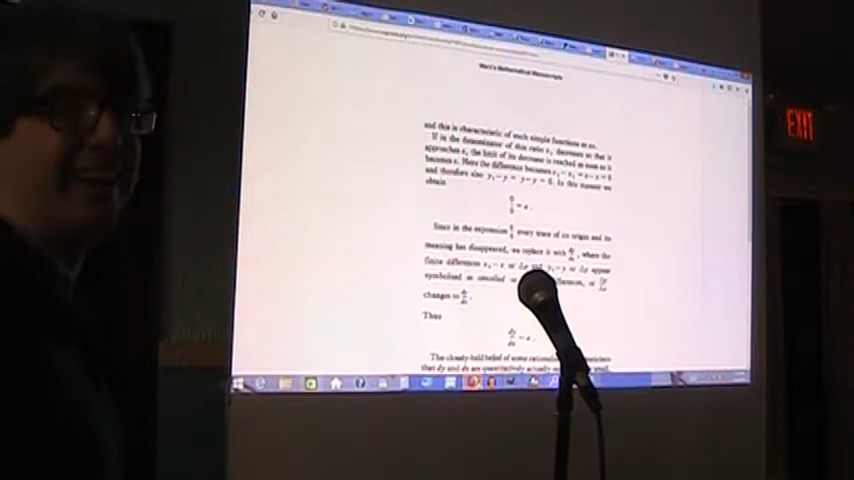 Marx's Mathematical Manuscripts
and this is characteristic of such simple functions as ax.
If in the denominator of this ratio x₁ decreases so that it
approaches x, the limit of its decrease is reached as soon as it
becomes x. Here the difference becomes x₁ − x₁ = x − x = 0
and therefore also y₁ − y = y − y = 0. In this manner we
obtain
0/0 = a .
Since in the expression 0/0 every trace of its origin and its
meaning has disappeared, we replace it with dy/dx, where the
finite differences x₁ − x or Δx and y₁ − y or Δy appear
symbolised as cancelled or differences, or Δy/Δx
changes to dy/dx.
Thus
dy/dx = a .
The closely-held belief of some
that dy and dx are quantitatively actually small,
EXIT